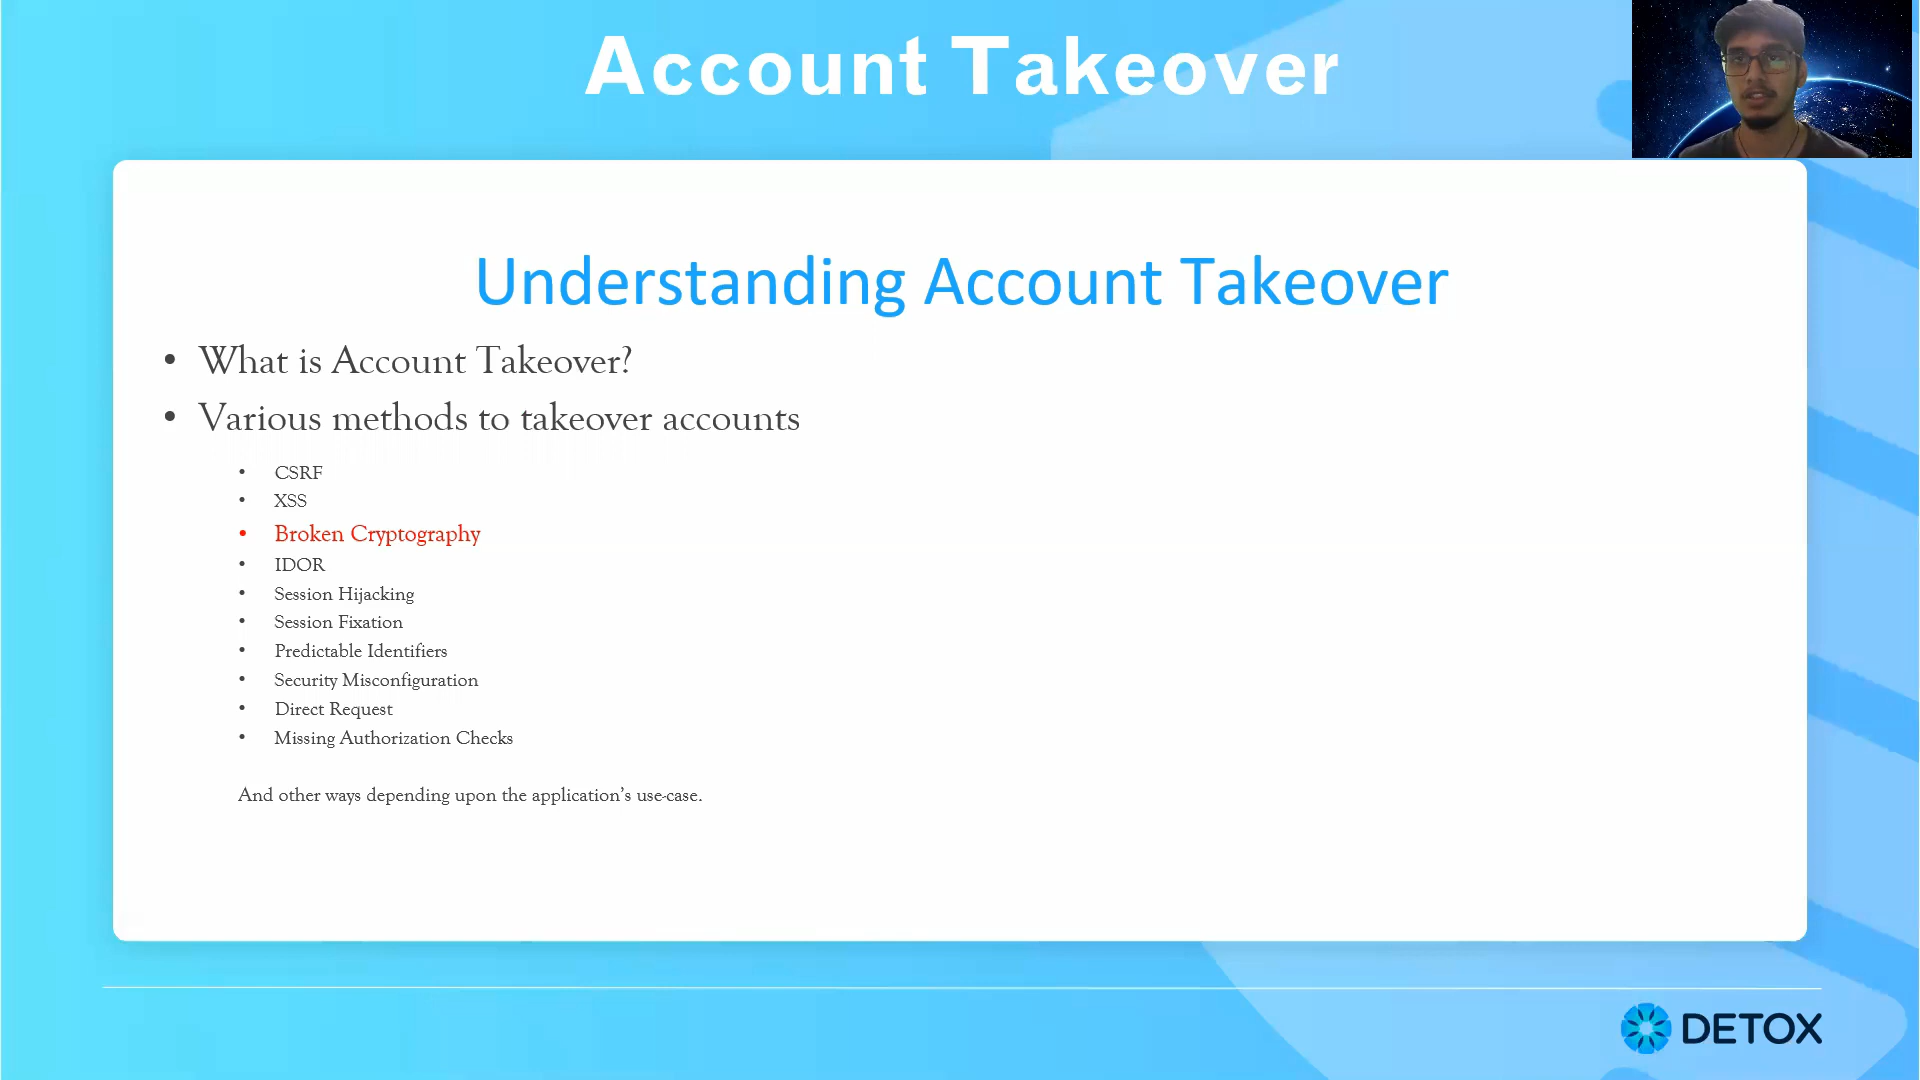 Account Takeover
Understanding Account Takeover
• What is Account Takeover?
• Various methods to takeover accounts
• CSRF
• XSS
• Broken Cryptography
• IDOR
• Session Hijacking
• Session Fixation
• Predictable Identifiers
• Security Misconfiguration
• Direct Request
• Missing Authorization Checks
And other ways depending upon the application’s use-case.
DETOX